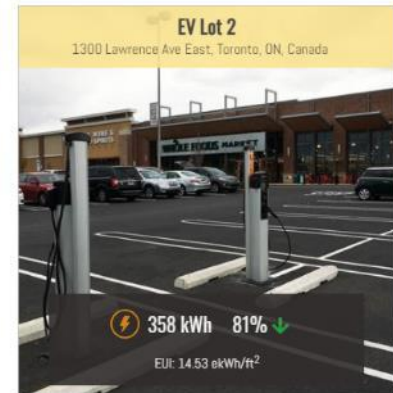 EV Lot 2
1300 Lawrence Ave East, Toronto, ON, Canada
WHOLE FOODS MARKET
358 kWh 81%
EUI: 14.53 ekWh/ft²